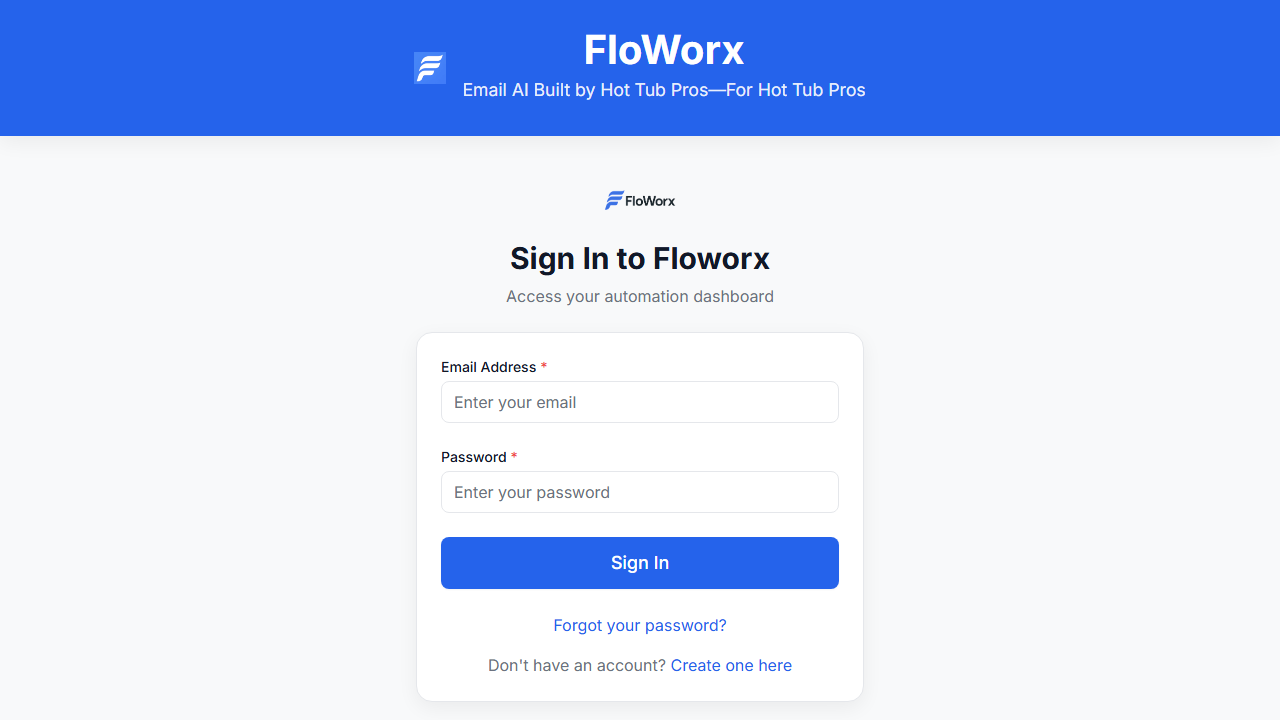 FloWorx
Email AI Built by Hot Tub Pros—For Hot Tub Pros
FloWorx
Sign In to Floworx
Access your automation dashboard
Email Address *
Enter your email
Password *
Enter your password
Sign In
Forgot your password?
Don't have an account? Create one here